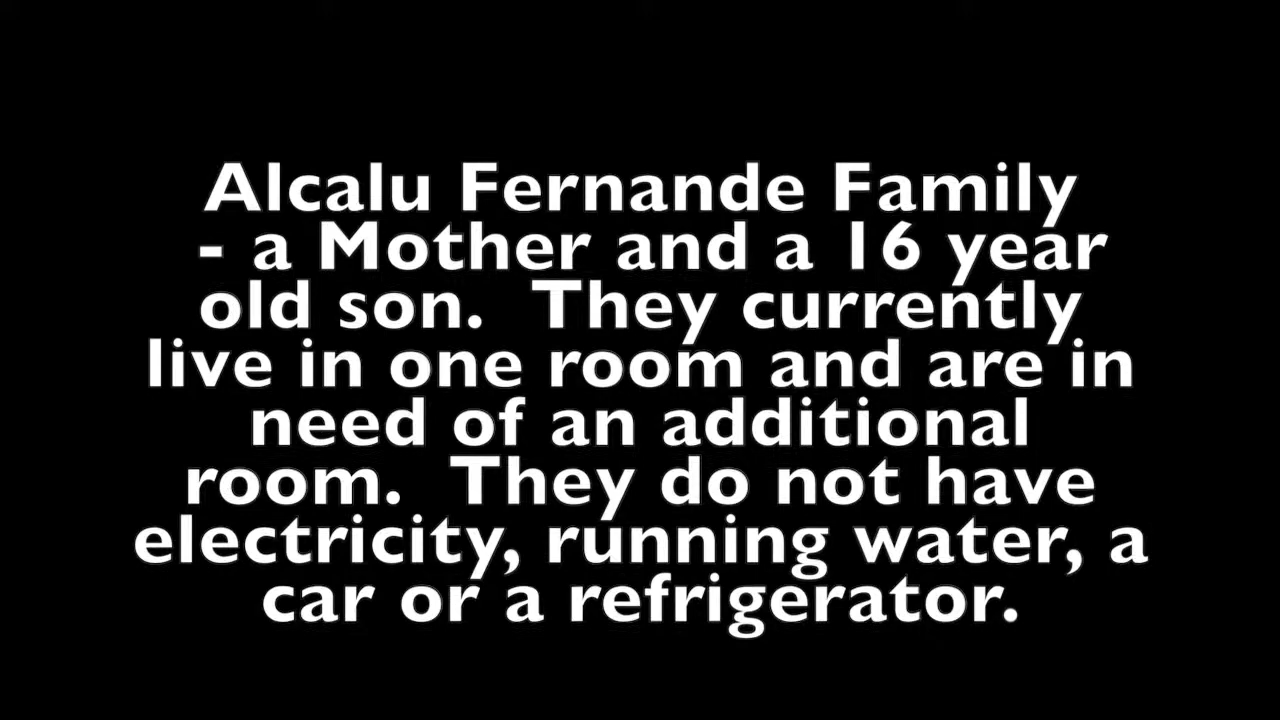 Alcalu Fernande Family
- a Mother and a 16 year
old son.  They currently
live in one room and are in
need of an additional
room.  They do not have
electricity, running water, a
car or a refrigerator.